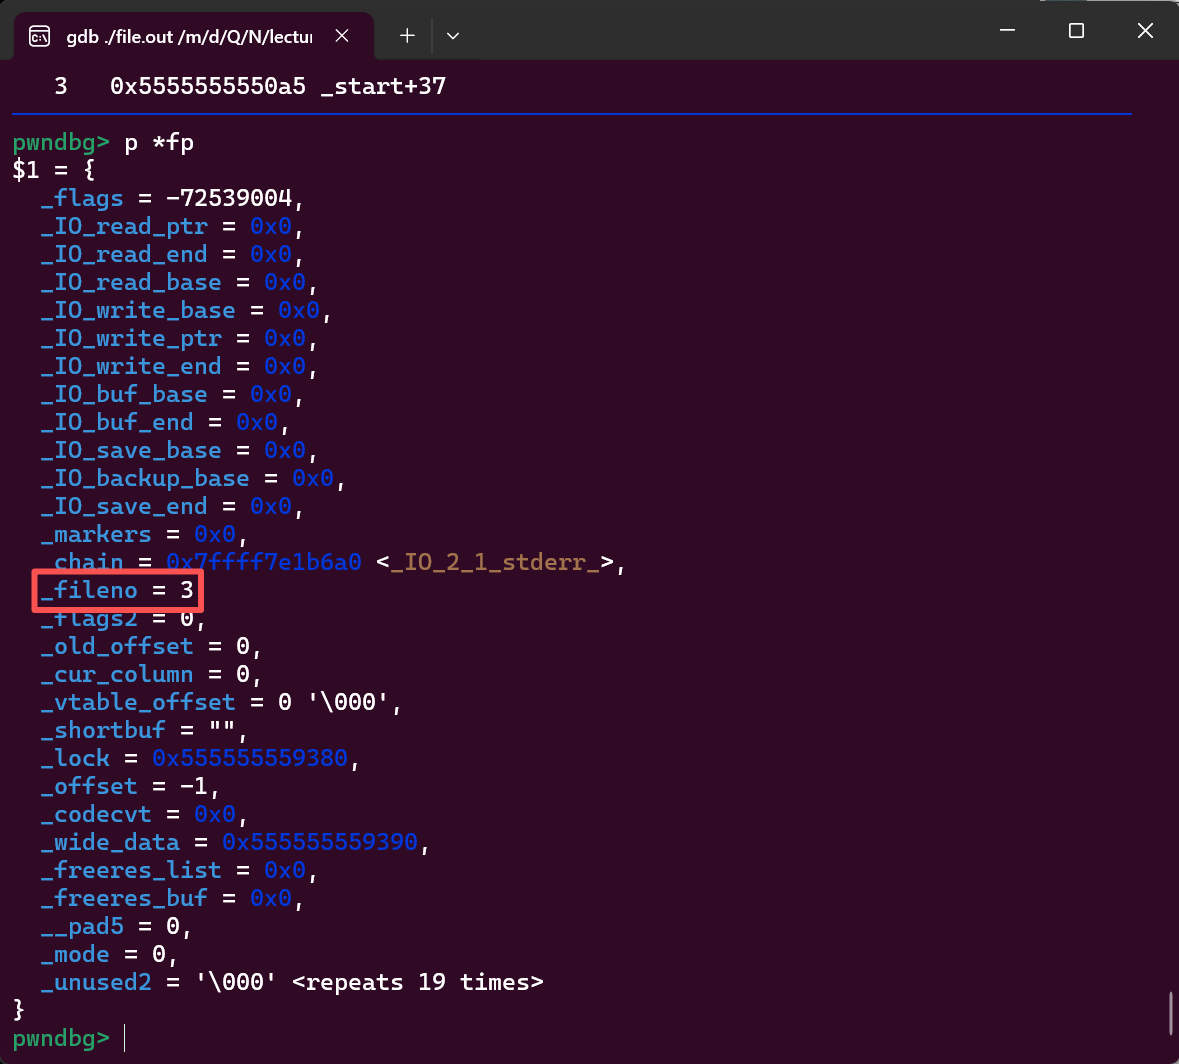 gdb ./file.out /m/d/Q/N/lectur
3 0x5555555550a5 _start+37
pwndbg> p *fp
$1 = {
_flags = -72539004,
_IO_read_ptr = 0x0,
_IO_read_end = 0x0,
_IO_read_base = 0x0,
_IO_write_base = 0x0,
_IO_write_ptr = 0x0,
_IO_write_end = 0x0,
_IO_buf_base = 0x0,
_IO_buf_end = 0x0,
_IO_save_base = 0x0,
_IO_backup_base = 0x0,
_IO_save_end = 0x0,
_markers = 0x0,
_chain = 0x7ffff7e1b6a0 <_IO_2_1_stderr_>,
_fileno = 3
_flags2 = 0,
_old_offset = 0,
_cur_column = 0,
_vtable_offset = 0 '\000',
_shortbuf = "",
_lock = 0x555555559380,
_offset = -1,
_codecvt = 0x0,
_wide_data = 0x555555559390,
_freeres_list = 0x0,
_freeres_buf = 0x0,
__pad5 = 0,
_mode = 0,
_unused2 = '\000' <repeats 19 times>
}
pwndbg>